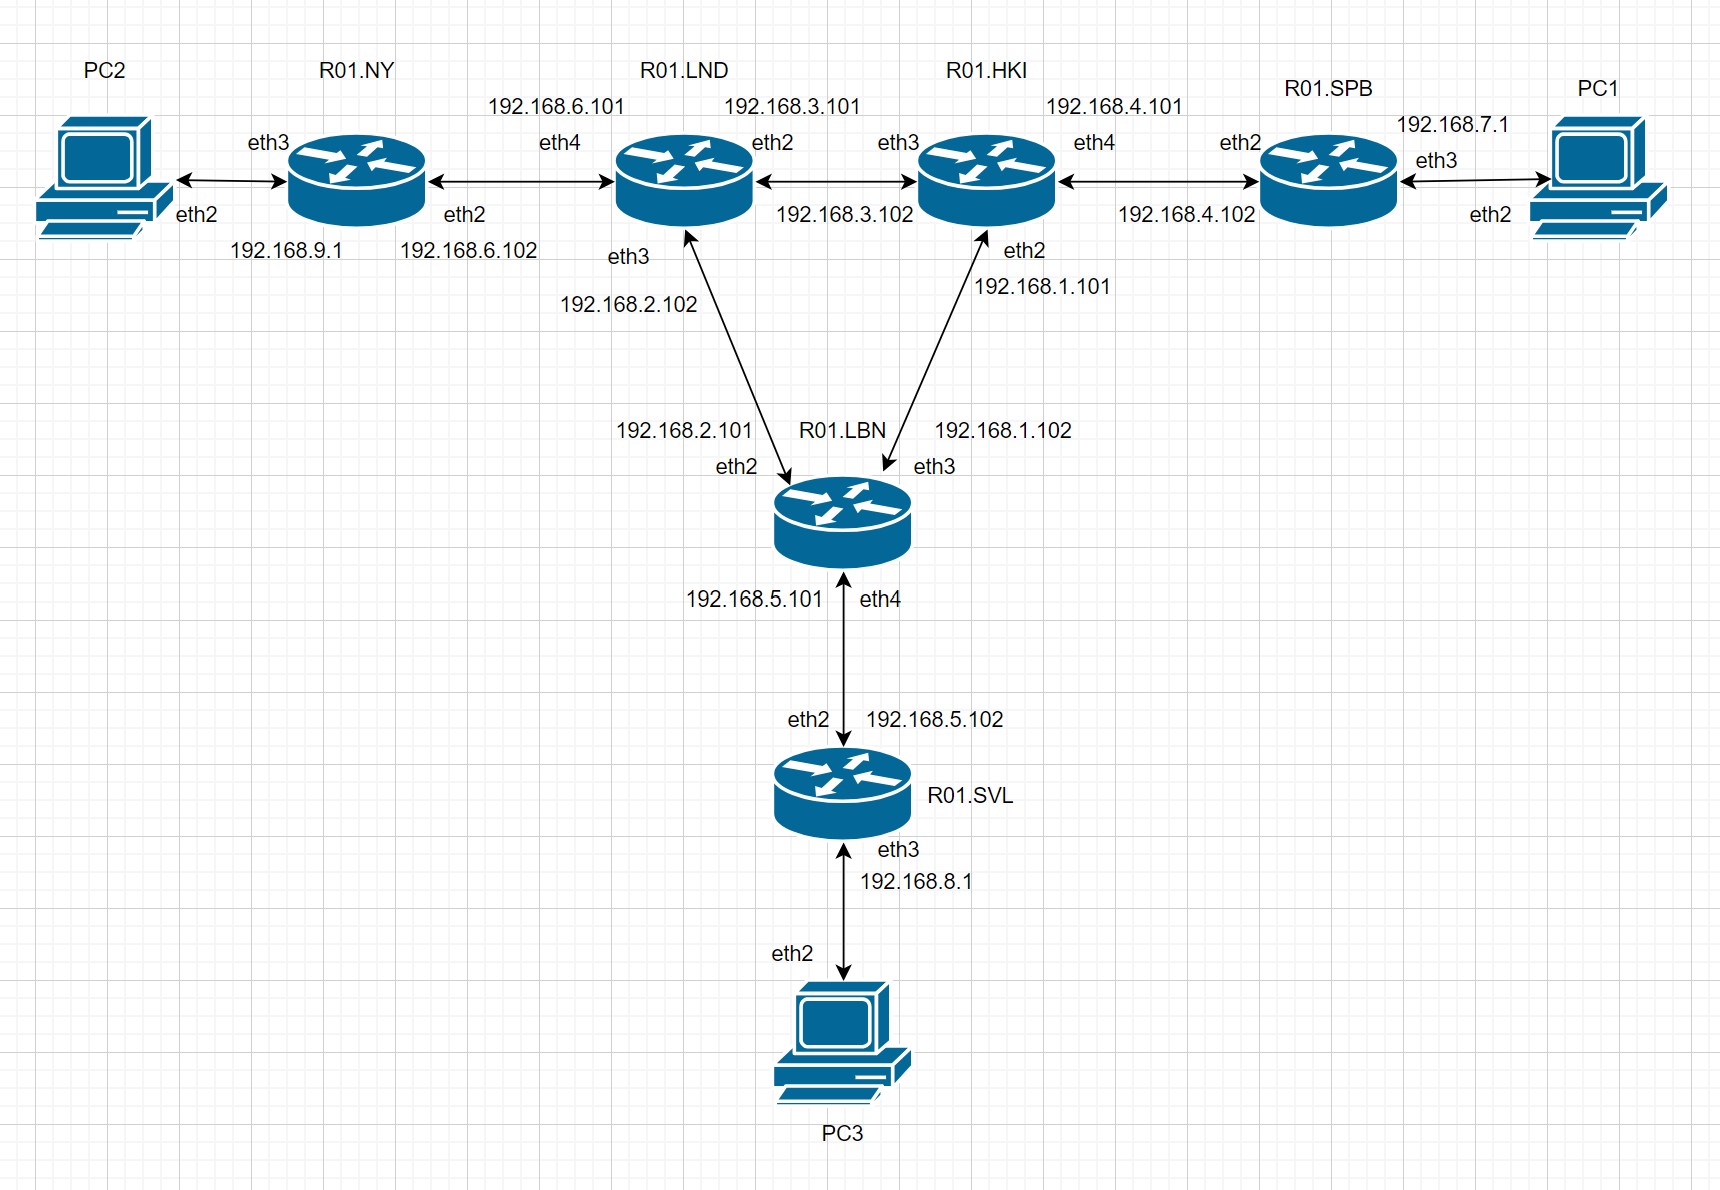 PC2
R01.NY
R01.LND
R01.HKI
R01.SPB
PC1
192.168.6.101
192.168.3.101
192.168.4.101
192.168.7.1
eth3
eth4
eth2
eth3
eth4
eth2
eth3
eth2
192.168.9.1
eth2
192.168.6.102
192.168.3.102
192.168.4.102
eth2
eth3
192.168.2.102
eth2
192.168.1.101
192.168.2.101
R01.LBN
192.168.1.102
eth2
eth3
192.168.5.101
eth4
eth2
192.168.5.102
R01.SVL
eth3
192.168.8.1
eth2
PC3